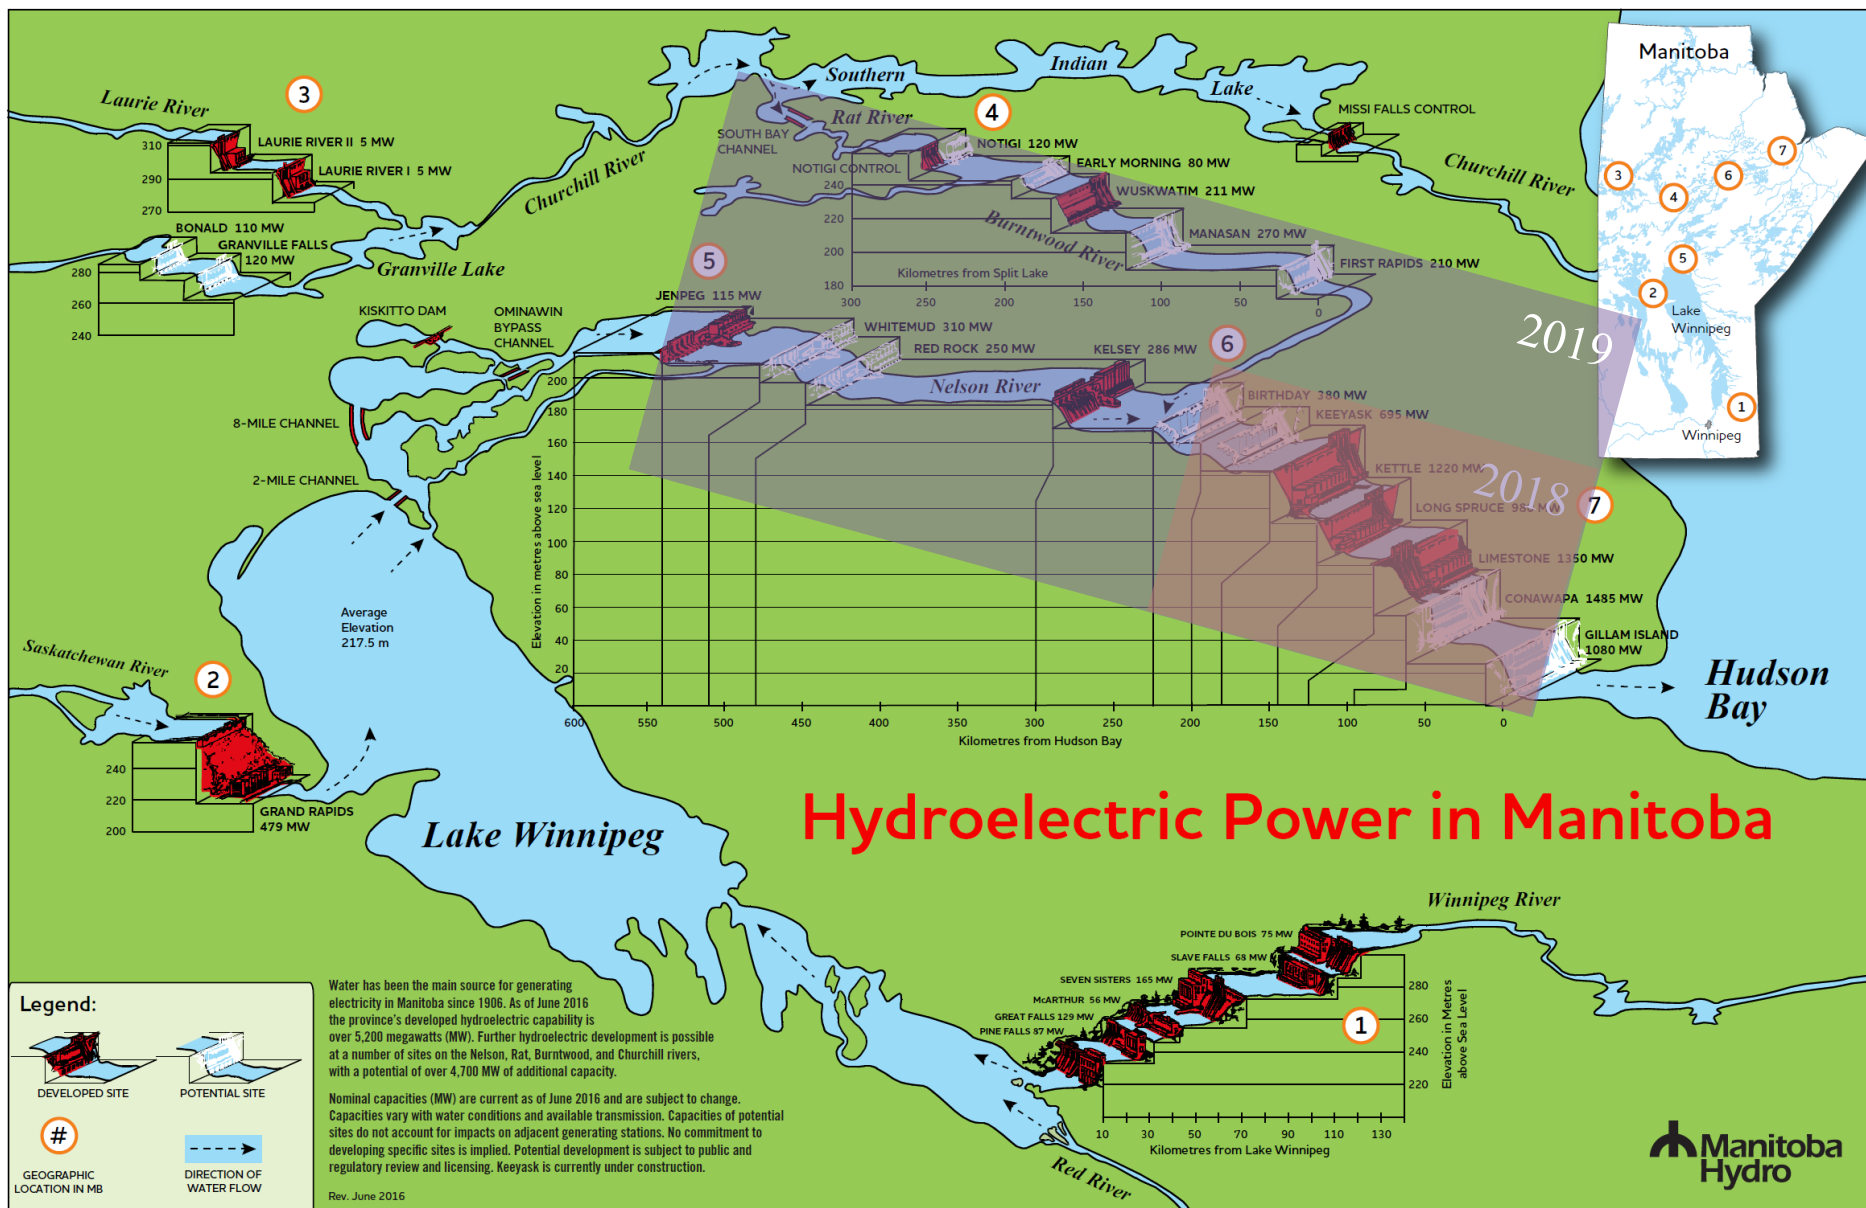 Laurie River
3
LAURIE RIVER II 5 MW
LAURIE RIVER I 5 MW
310
290
270
BONALD 110 MW
GRANVILLE FALLS
120 MW
280
260
240
Granville Lake
Churchill River
Southern
Indian
Lake
Rat River
SOUTH BAY
CHANNEL
4
NOTIGI 120 MW
NOTIGI CONTROL
EARLY MORNING 80 MW
WUSKWATIM 211 MW
MANASAN 270 MW
FIRST RAPIDS 210 MW
Burntwood River
240
220
200
180
Kilometres from Split Lake
300
250
200
150
100
50
0
MISSI FALLS CONTROL
Churchill River
Manitoba
7
3
6
4
5
2
Lake
Winnipeg
1
Winnipeg
KISKITTO DAM
OMINAWIN
BYPASS
CHANNEL
5
JENPEG 115 MW
WHITEMUD 310 MW
RED ROCK 250 MW
KELSEY 286 MW
6
Nelson River
BIRTHDAY 380 MW
KEEYASK 695 MW
KETTLE 1220 MW
LONG SPRUCE 980 MW
LIMESTONE 1350 MW
CONAWAPA 1485 MW
GILLAM ISLAND
1080 MW
2019
2018
7
8-MILE CHANNEL
2-MILE CHANNEL
Elevation in metres above sea level
200
180
160
140
120
100
80
60
40
20
600
550
500
450
400
350
300
250
200
150
100
50
0
Kilometres from Hudson Bay
Average
Elevation
217.5 m
Hudson
Bay
Saskatchewan River
2
240
220
200
GRAND RAPIDS
479 MW
Lake Winnipeg
Hydroelectric Power in Manitoba
Winnipeg River
POINTE DU BOIS 75 MW
SLAVE FALLS 68 MW
SEVEN SISTERS 165 MW
McARTHUR 56 MW
GREAT FALLS 129 MW
PINE FALLS 87 MW
1
280
260
240
220
Elevation in Metres
above Sea Level
10
30
50
70
90
110
130
Kilometres from Lake Winnipeg
Red River
Legend:
DEVELOPED SITE
POTENTIAL SITE
#
GEOGRAPHIC
LOCATION IN MB
DIRECTION OF
WATER FLOW
Water has been the main source for generating
electricity in Manitoba since 1906. As of June 2016
the province's developed hydroelectric capability is
over 5,200 megawatts (MW). Further hydroelectric development is possible
at a number of sites on the Nelson, Rat, Burntwood, and Churchill rivers,
with a potential of over 4,700 MW of additional capacity.
Nominal capacities (MW) are current as of June 2016 and are subject to change.
Capacities vary with water conditions and available transmission. Capacities of potential
sites do not account for impacts on adjacent generating stations. No commitment to
developing specific sites is implied. Potential development is subject to public and
regulatory review and licensing. Keeyask is currently under construction.
Rev. June 2016
Manitoba
Hydro